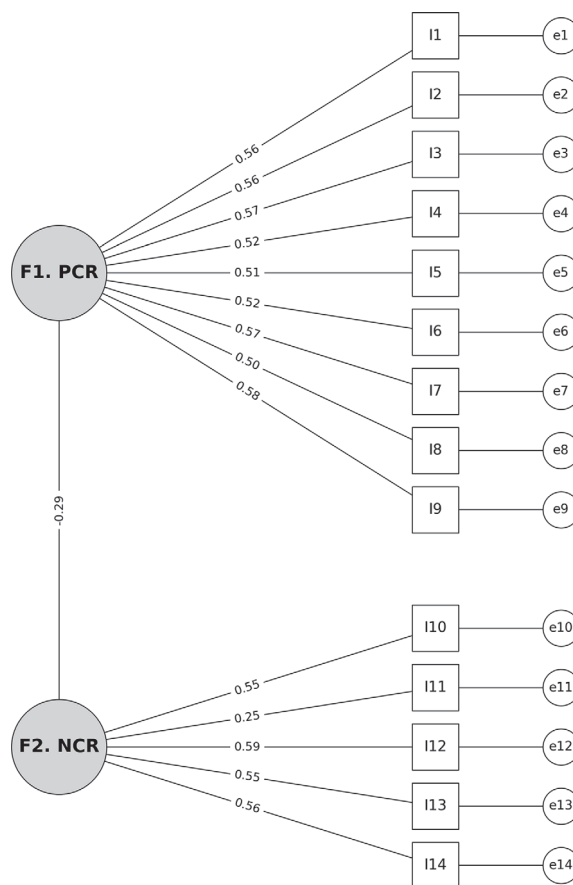 I1 e1
I2 e2
I3 e3
I4 e4
I5 e5
I6 e6
I7 e7
I8 e8
I9 e9
0.56
0.56
0.57
0.52
0.51
0.52
0.57
0.50
0.58
F1. PCR
-0.29
I10 e10
I11 e11
I12 e12
I13 e13
I14 e14
0.55
0.25
0.59
0.55
0.56
F2. NCR